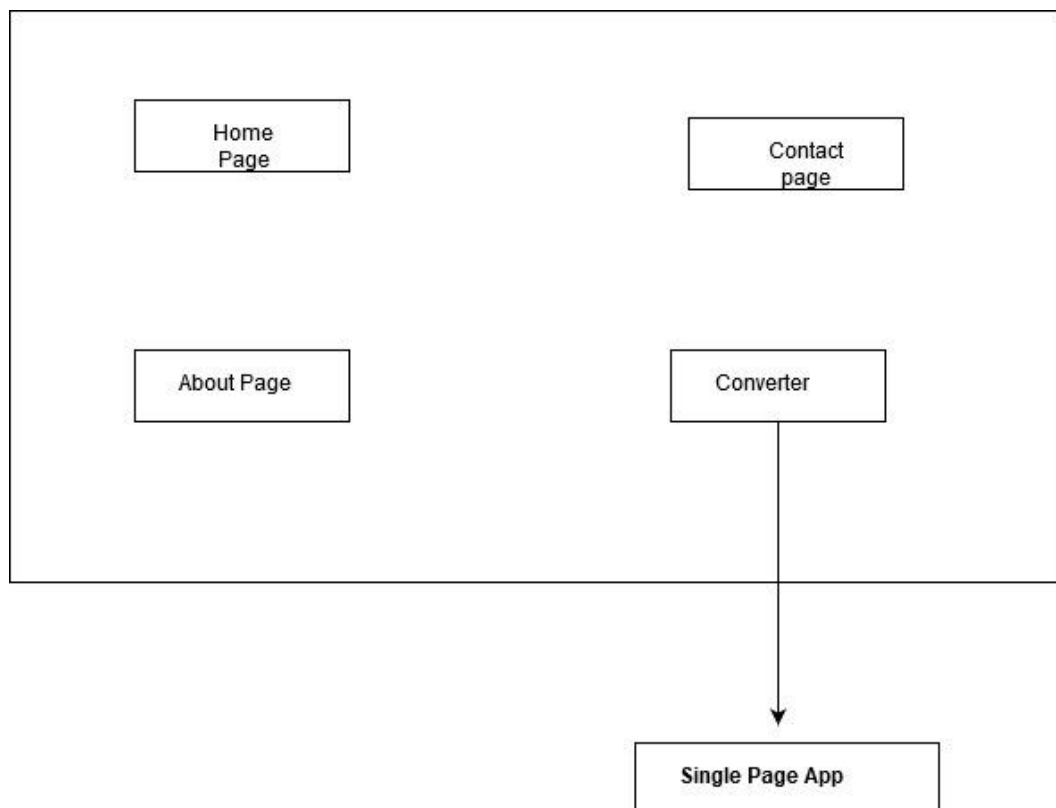 Home
Page
Contact
page
About Page
Converter
Single Page App